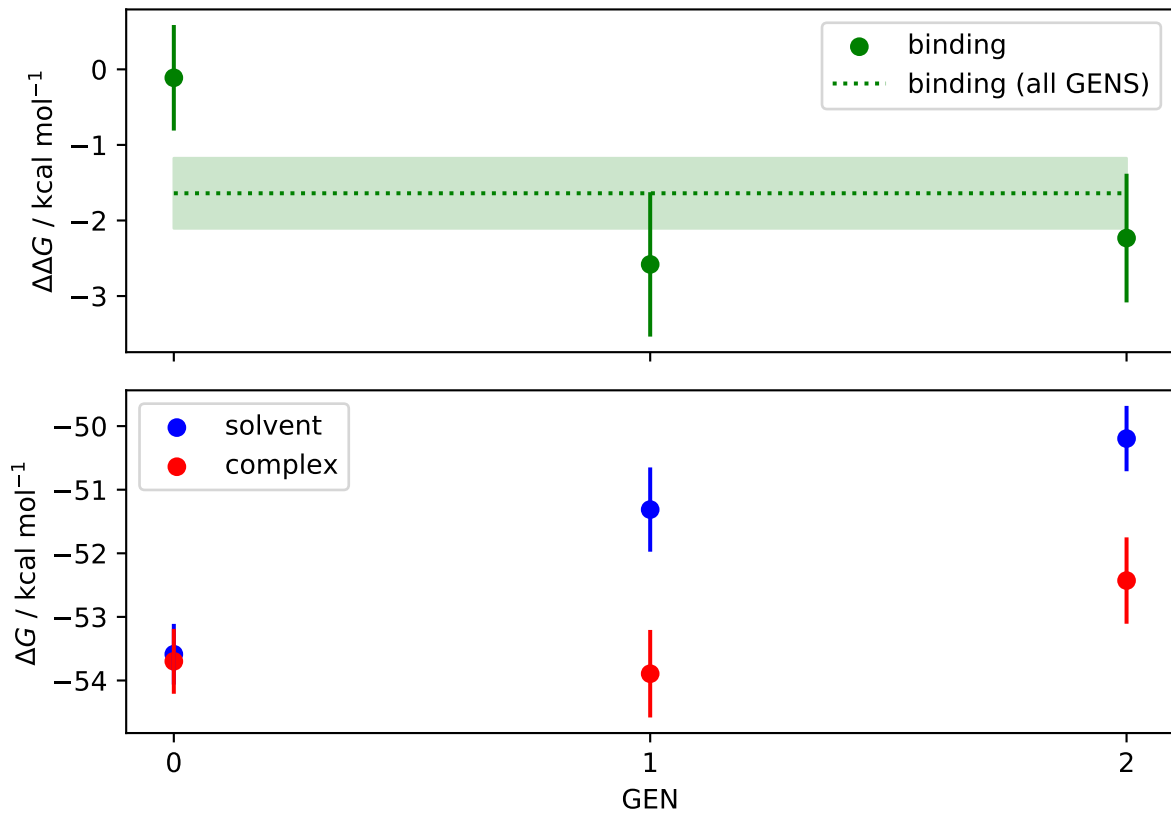 binding
binding (all GENS)
0
−1
−2
−3
ΔΔG / kcal mol⁻¹
solvent
complex
−50
−51
−52
−53
−54
ΔG / kcal mol⁻¹
0 1 2
GEN